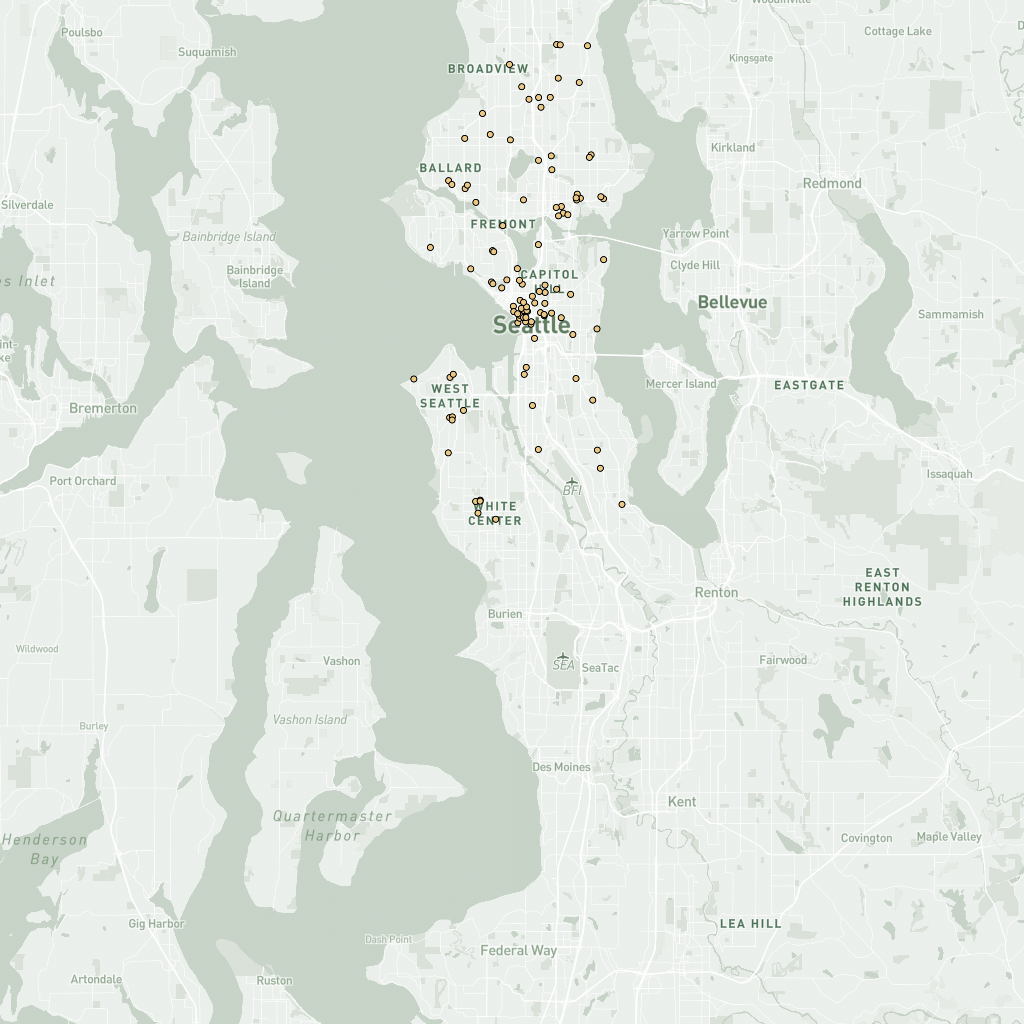 Woodinville
Poulsbo
Cottage Lake
Suquamish
Kingsgate
BROADVIEW
Kirkland
BALLARD
Redmond
Silverdale
FREMONT
Bainbridge Island
Yarrow Point
Clyde Hill
Bainbridge
Island
CAPITOL
HILL
es Inlet
Bellevue
Sammamish
Seattle
Mercer Island
EASTGATE
WEST
SEATTLE
Bremerton
Port Orchard
Issaquah
BFI
WHITE
CENTER
EAST
RENTON
HIGHLANDS
Renton
Burien
Wildwood
Vashon
SEA
SeaTac
Fairwood
Vashon Island
Burley
Des Moines
Kent
Quartermaster
Harbor
Henderson
Bay
Covington
Maple Valley
Gig Harbor
LEA HILL
Dash Point
Federal Way
Artondale
Ruston